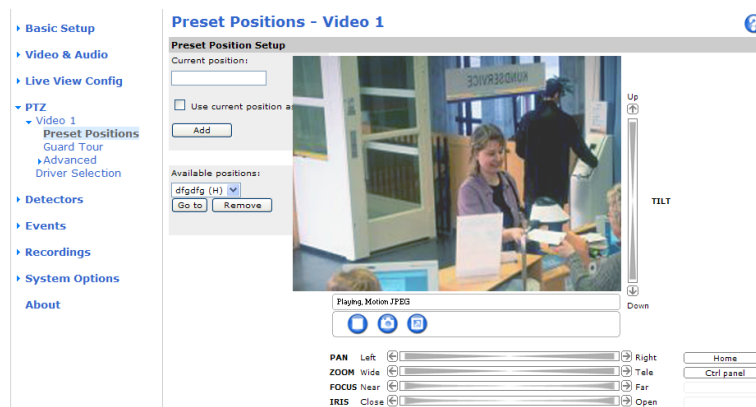 Basic Setup
Video & Audio
Live View Config
PTZ
Video 1
Preset Positions
Guard Tour
Advanced
Driver Selection
Detectors
Events
Recordings
System Options
About
Preset Positions - Video 1
Preset Position Setup
Current position:
Use current position as
Add
Available positions:
dfgdfg (H)
Go to Remove
KUNDSERVICE
Up
TILT
Down
Playing, Motion JPEG
PAN Left Right Home
ZOOM Wide Tele Ctrl panel
FOCUS Near Far
IRIS Close Open